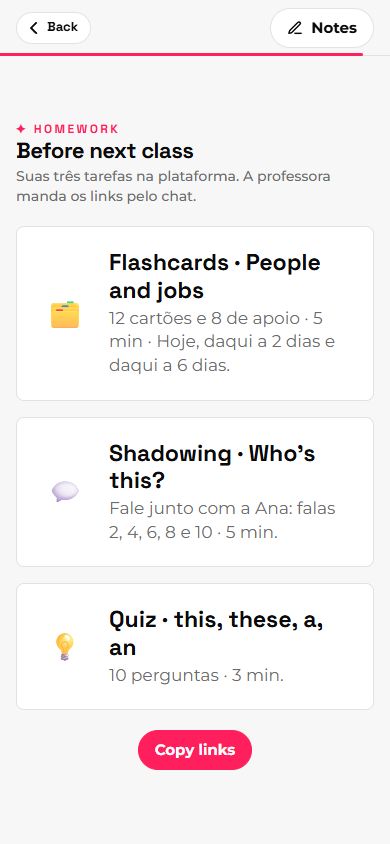 Back
Notes
✦ HOMEWORK
Before next class
Suas três tarefas na plataforma. A professora
manda os links pelo chat.
Flashcards · People
and jobs
12 cartões e 8 de apoio · 5
min · Hoje, daqui a 2 dias e
daqui a 6 dias.
Shadowing · Who's
this?
Fale junto com a Ana: falas
2, 4, 6, 8 e 10 · 5 min.
Quiz · this, these, a,
an
10 perguntas · 3 min.
Copy links